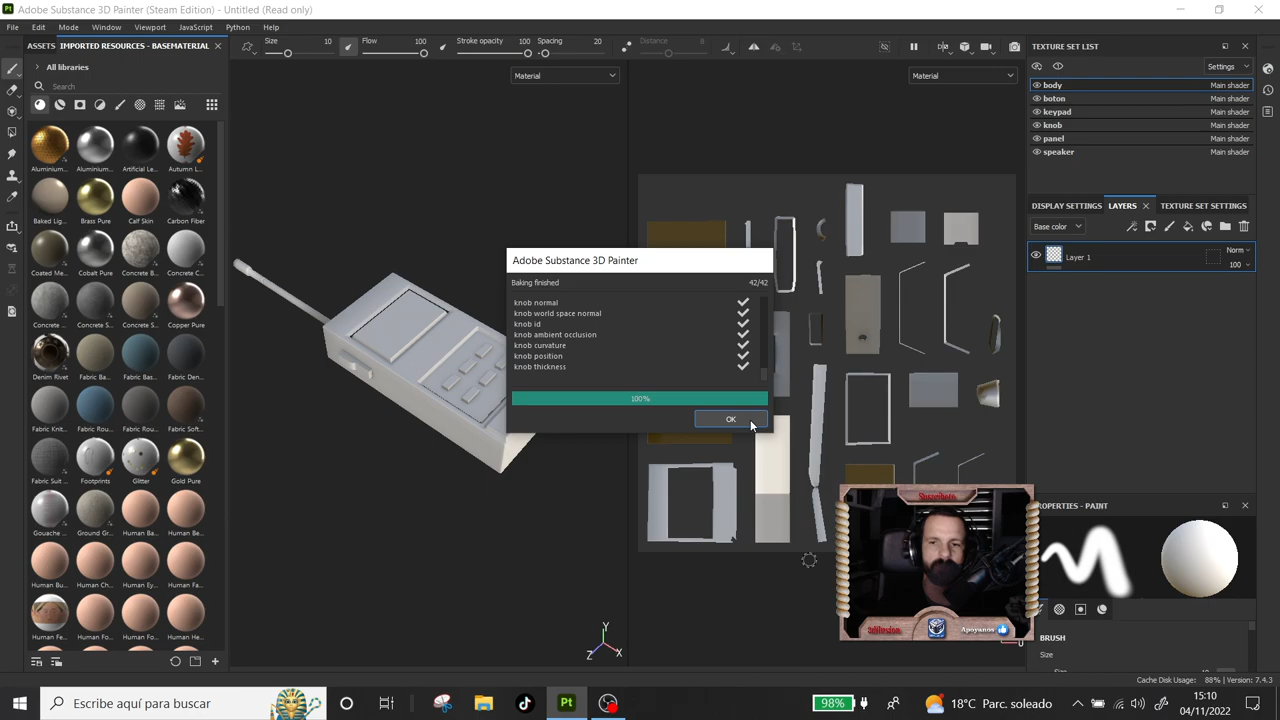 Adobe Substance 3D Painter (Steam Edition) - Untitled (Read only)
File Edit Mode Window Viewport JavaScript Python Help
ASSETS IMPORTED RESOURCES - BASEMATERIAL
Size 10 Flow 100 Stroke opacity 100 Spacing 20 Distance 8
All libraries
Search
Material
Material
Aluminium... Aluminium... Artificial Le... Autumn L...
Baked Lig... Brass Pure Calf Skin Carbon Fiber
Coated Me... Cobalt Pure Concrete B... Concrete C...
Concrete ... Concrete S... Concrete S... Copper Pure
Denim Rivet Fabric Bam... Fabric Bas... Fabric Den...
Fabric Knit... Fabric Rou... Fabric Rou... Fabric Soft...
Fabric Suit ... Footprints Glitter Gold Pure
Gouache ... Ground Gr... Human Ba... Human Be...
Human Bu... Human Ch... Human Ey... Human Fa...
Human Fe... Human Fo... Human Fo... Human He...
Adobe Substance 3D Painter
Baking finished 42/42
knob normal
knob world space normal
knob id
knob ambient occlusion
knob curvature
knob position
knob thickness
100%
OK
Y
Z X
U
TEXTURE SET LIST
Settings
body Main shader
boton Main shader
keypad Main shader
knob Main shader
panel Main shader
speaker Main shader
DISPLAY SETTINGS LAYERS TEXTURE SET SETTINGS
Base color
Layer 1 Norm
100
PROPERTIES - PAINT
BRUSH
Size
Suscribete
3difusion Apoyanos
Cache Disk Usage: 88% | Version: 7.4.3
Escribe aquí para buscar
98% 18°C Parc. soleado 15:10
04/11/2022